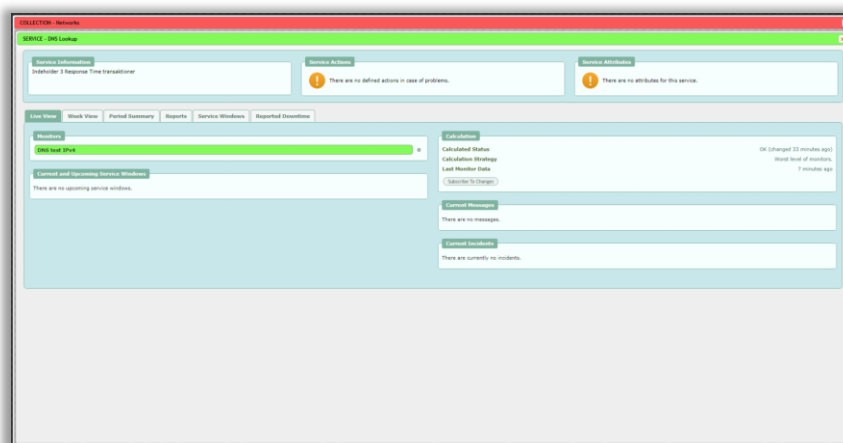 COLLECTION - Networks
SERVICE - DNS Lookup
Service Information
Indeholder 3 Response Time transaktioner
Service Actions
There are no defined actions in case of problems.
Service Attributes
There are no attributes for this service.
Live View
Week View
Period Summary
Reports
Service Windows
Reported Downtime
Monitors
DNS test IPv4
Current and Upcoming Service Windows
There are no upcoming service windows.
Calculation
Calculated Status OK (changed 33 minutes ago)
Calculation Strategy Worst level of monitors.
Last Monitor Data 7 minutes ago
Subscribe To Changes
Current Messages
There are no messages.
Current Incidents
There are currently no incidents.